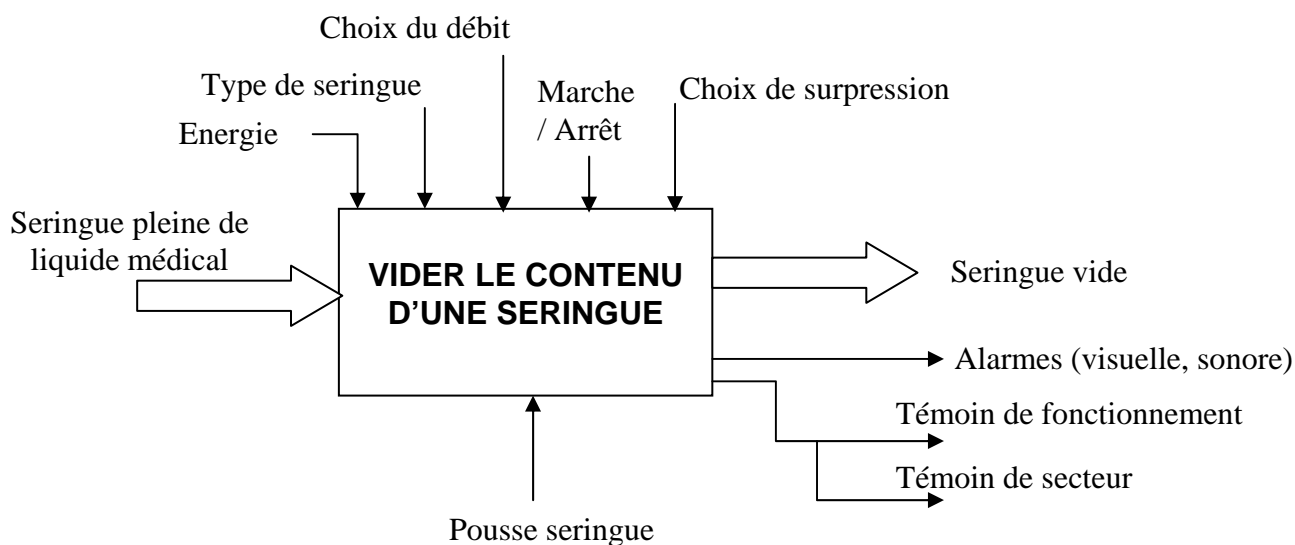 Choix du débit
Type de seringue
Marche
/ Arrêt
Choix de surpression
Energie
Seringue pleine de
liquide médical
VIDER LE CONTENU
D'UNE SERINGUE
Seringue vide
Alarmes (visuelle, sonore)
Témoin de fonctionnement
Témoin de secteur
Pousse seringue